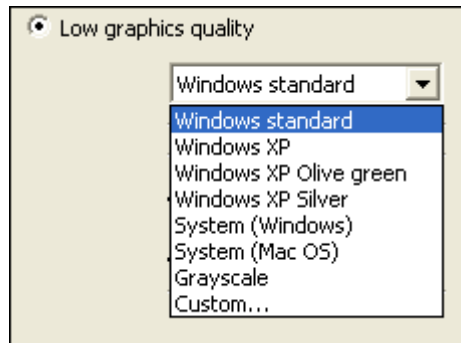 Low graphics quality
Windows standard
Windows standard
Windows XP
Windows XP Olive green
Windows XP Silver
System (Windows)
System (Mac OS)
Grayscale
Custom...